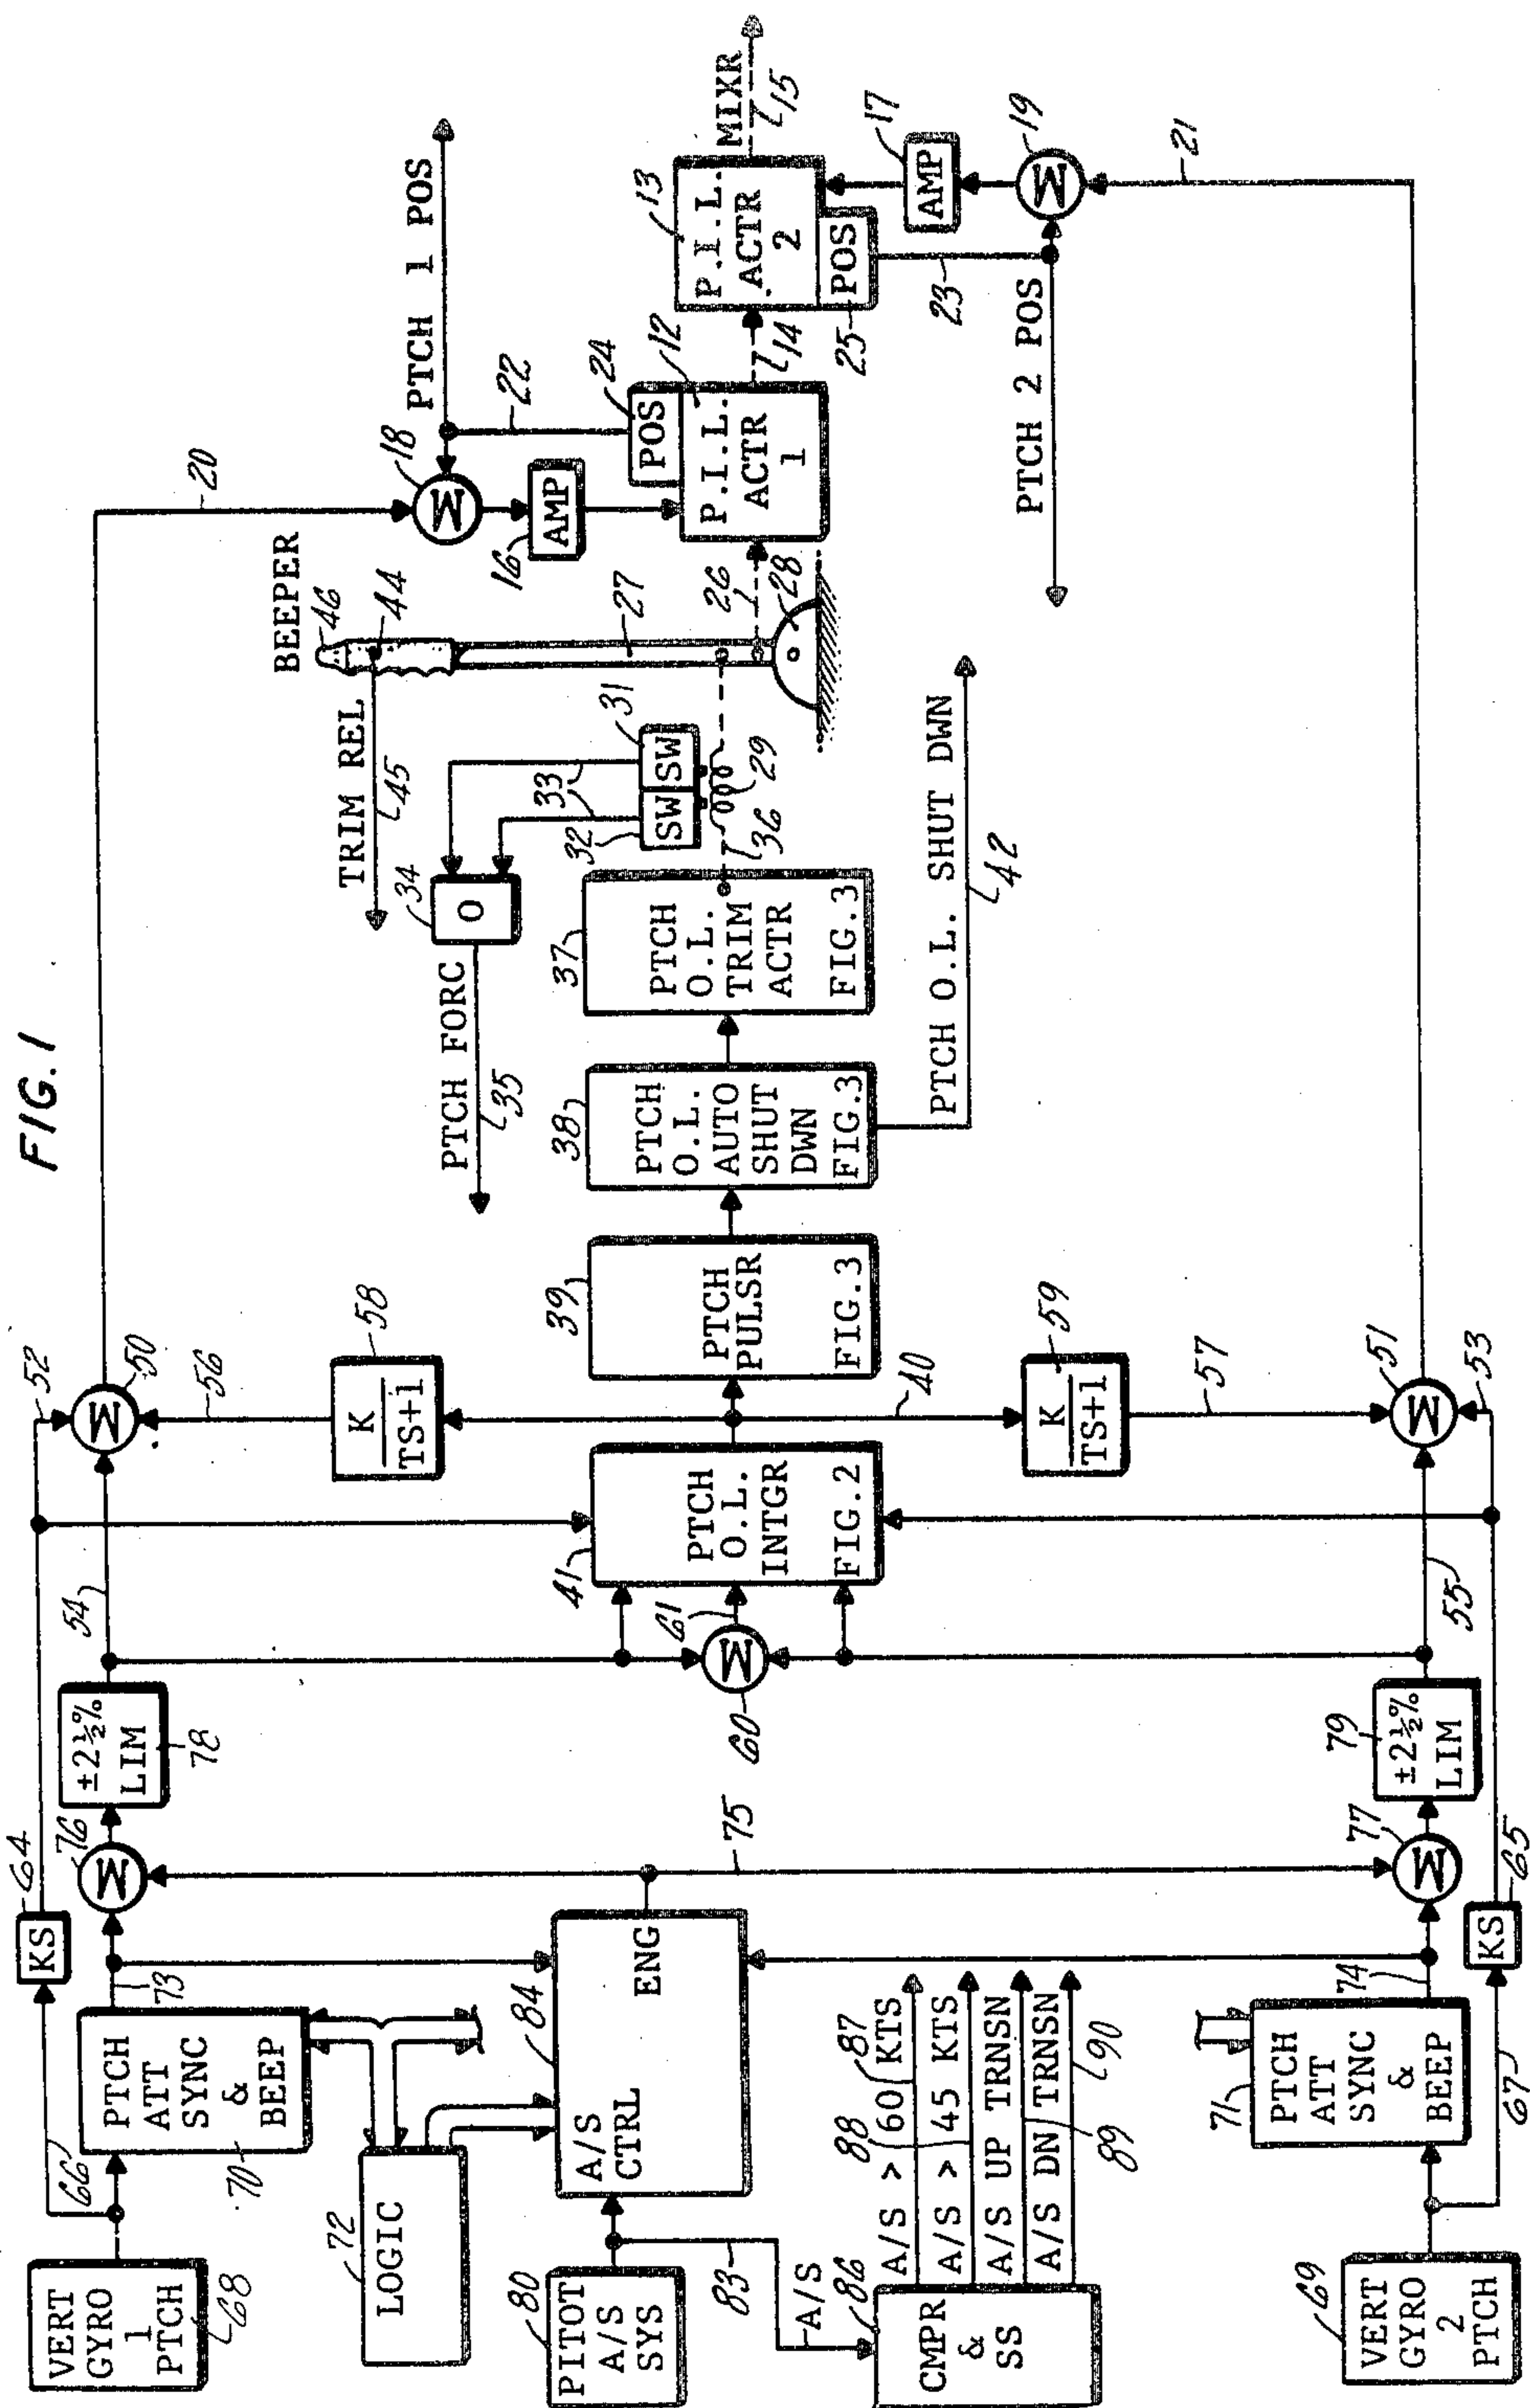 FIG. 1
VERT
GYRO
1
PTCH
68
66
KS
64
PTCH
ATT
SYNC
&
BEEP
70
73
76
Σ
±2½%
LIM
78
54
52
Σ
50
56
K
TS+1
58
20
LOGIC
72
PITOT
A/S
SYS
80
83
A/S
A/S
CTRL
ENG
84
75
CMPR
&
SS
86
A/S > 60 KTS
87
A/S > 45 KTS
88
A/S UP TRNSN
89
A/S DN TRNSN
90
Σ
60
61
PTCH
O.L.
INTGR
FIG.2
41
40
PTCH
PULSR
FIG.3
39
PTCH
O.L.
AUTO
SHUT
DWN
FIG.3
38
PTCH O.L. SHUT DWN
42
PTCH
O.L.
TRIM
ACTR
FIG.3
37
36
29
SW
SW
32
31
33
O
34
PTCH FORC
35
TRIM REL
45
BEEPER
46
44
27
26
28
Σ
18
AMP
16
POS
24
22
PTCH 1 POS
P.I.L.
ACTR
1
12
14
P.I.L.
ACTR
2
13
MIXR
15
POS
25
23
PTCH 2 POS
AMP
17
Σ
19
21
VERT
GYRO
2
PTCH
69
67
KS
65
PTCH
ATT
SYNC
&
BEEP
71
74
Σ
77
±2½%
LIM
79
55
53
Σ
51
57
K
TS+1
59